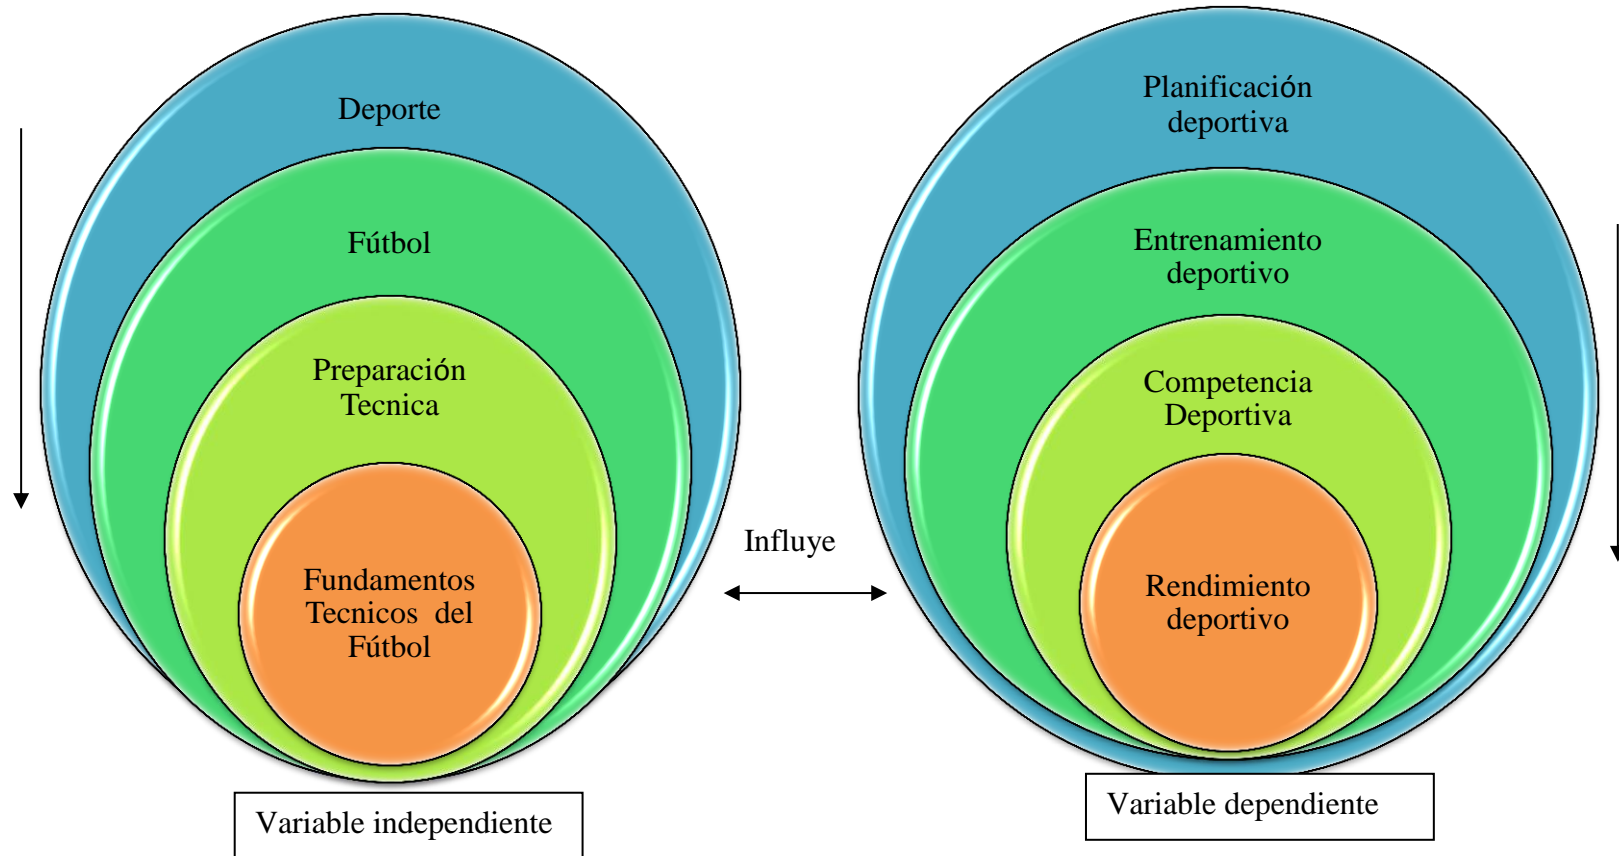 Deporte
Fútbol
Preparación
Tecnica
Fundamentos
Tecnicos del
Fútbol
Variable independiente
Influye
Planificación
deportiva
Entrenamiento
deportivo
Competencia
Deportiva
Rendimiento
deportivo
Variable dependiente